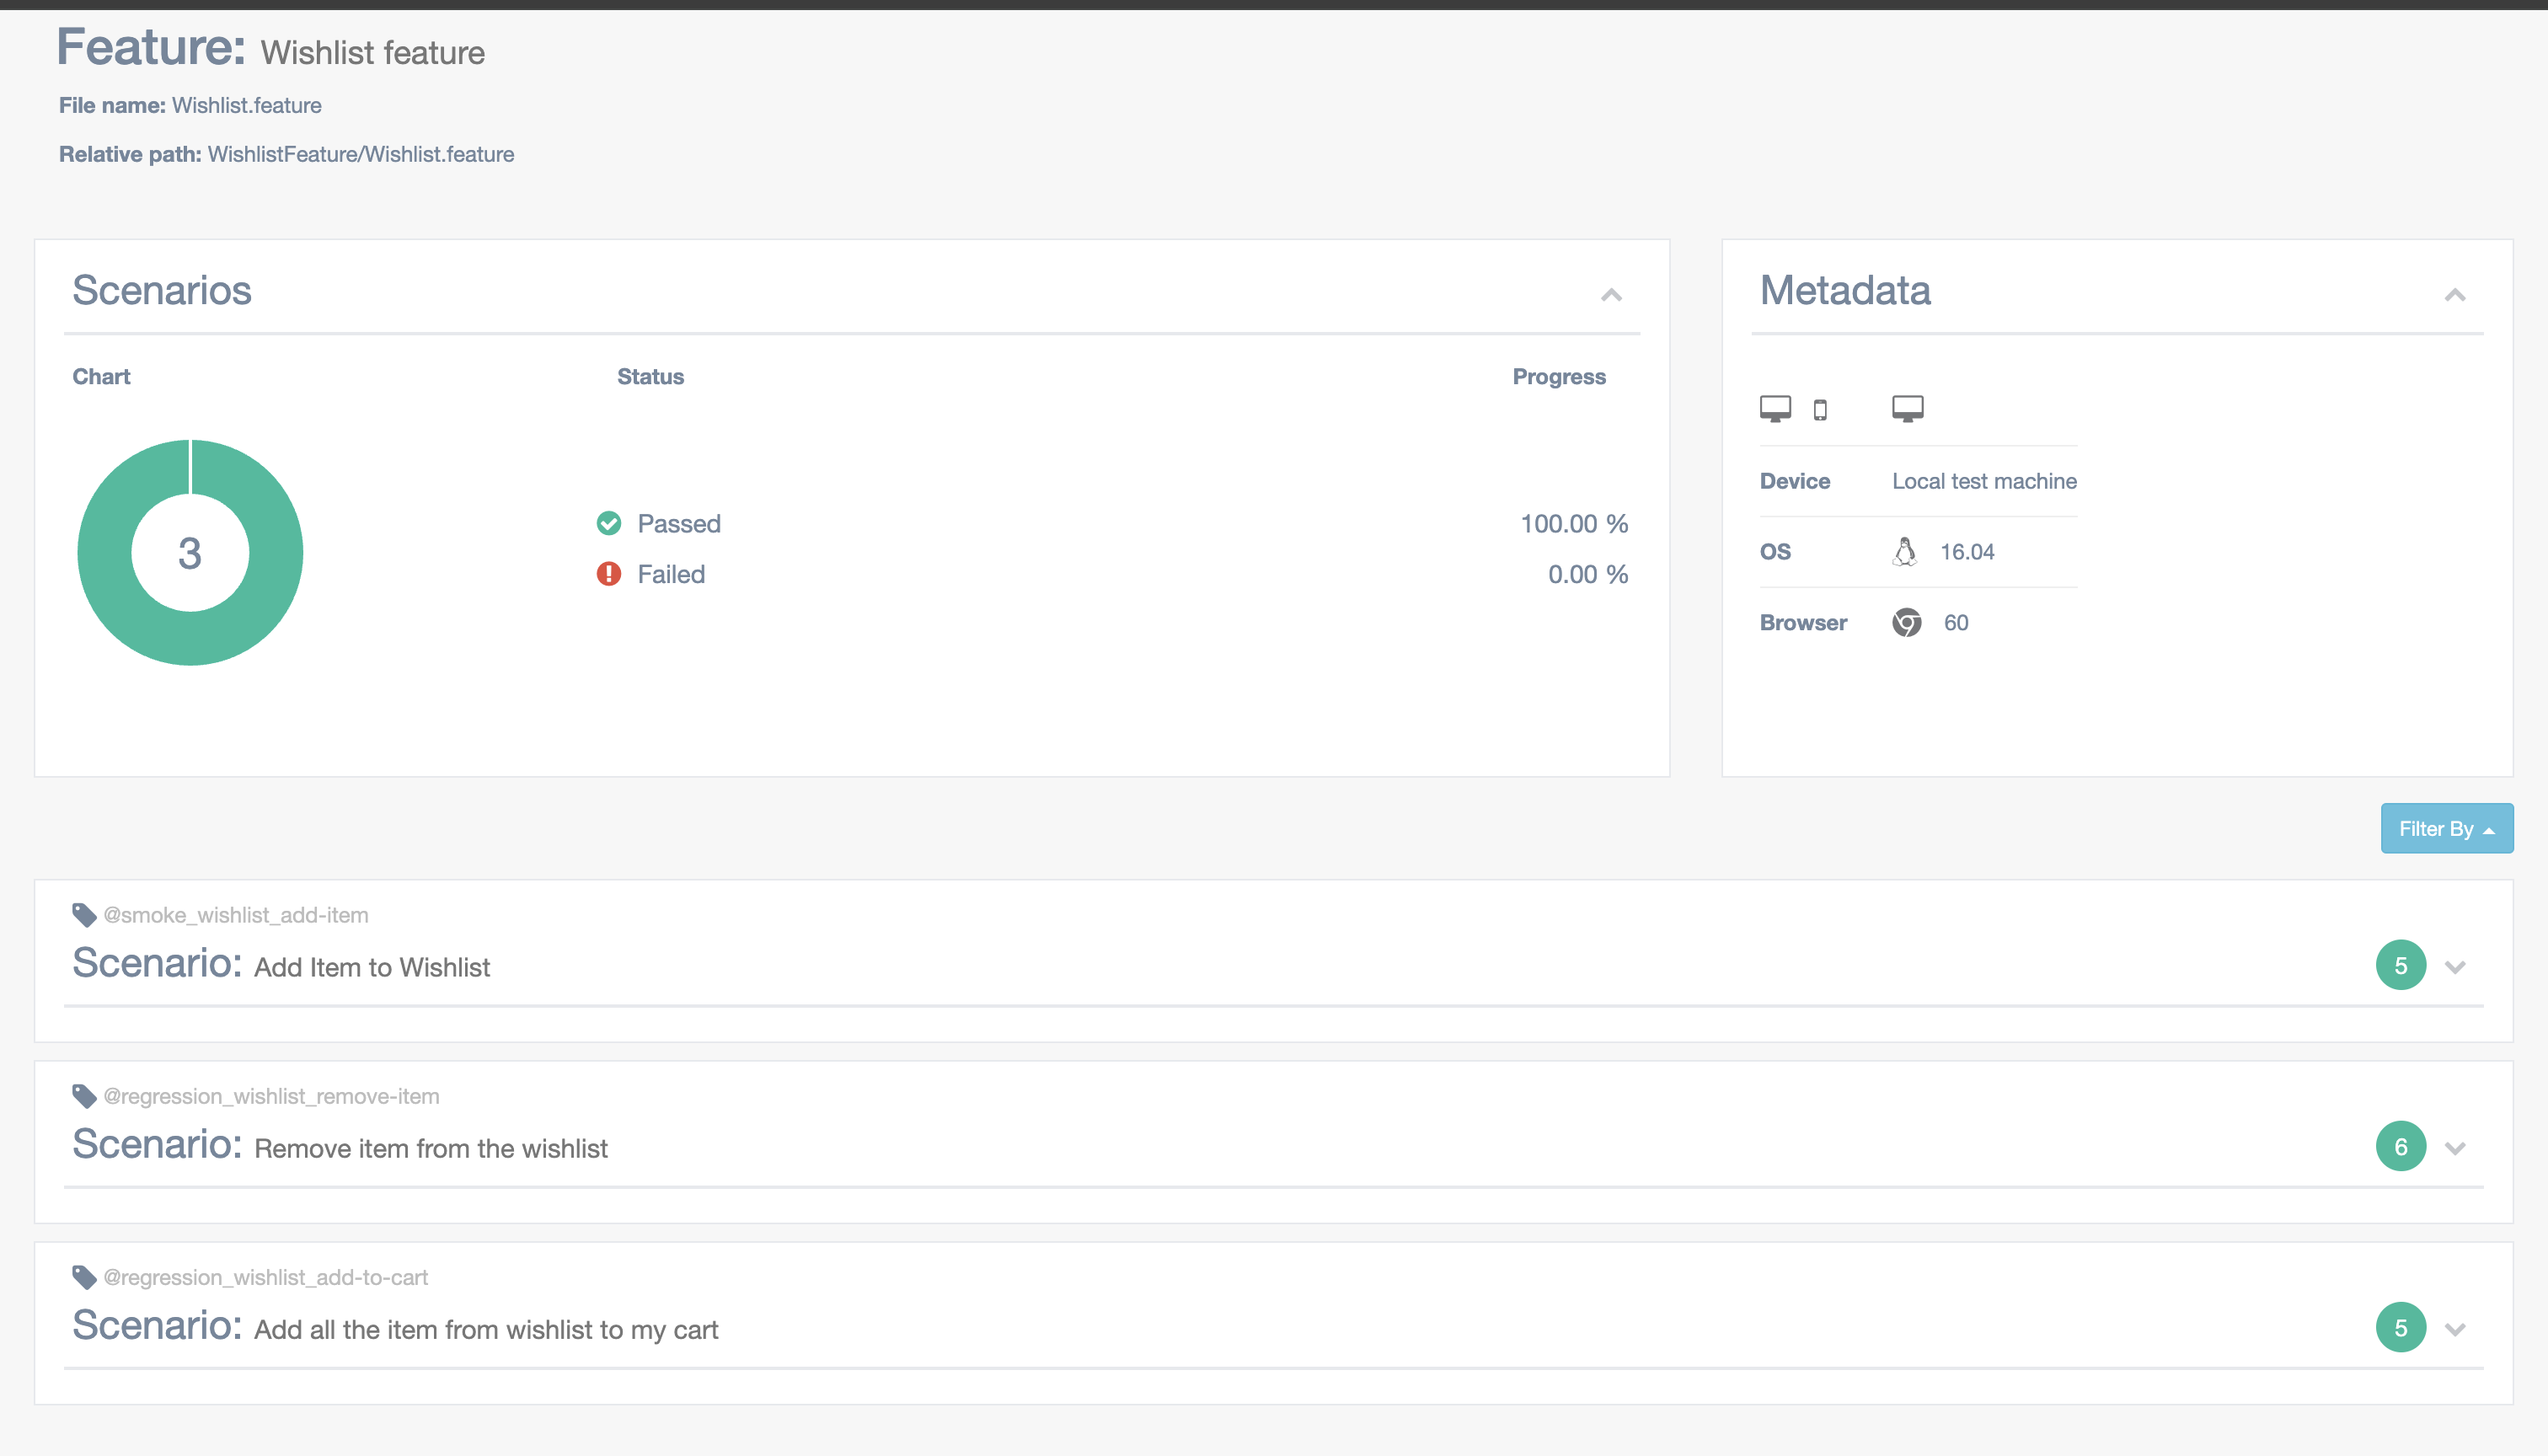 Feature: Wishlist feature
File name: Wishlist.feature
Relative path: WishlistFeature/Wishlist.feature
Scenarios
Chart Status Progress
3
Passed 100.00 %
Failed 0.00 %
Metadata
Device Local test machine
OS 16.04
Browser 60
Filter By
@smoke_wishlist_add-item
Scenario: Add Item to Wishlist 5
@regression_wishlist_remove-item
Scenario: Remove item from the wishlist 6
@regression_wishlist_add-to-cart
Scenario: Add all the item from wishlist to my cart 5